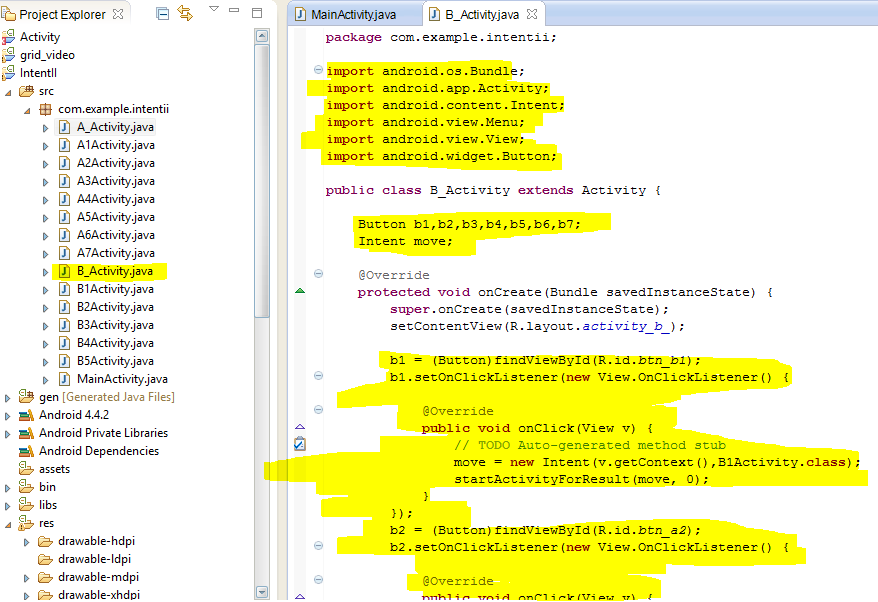 Project Explorer
MainActivity.java
B_Activity.java
Activity
grid_video
IntentII
src
com.example.intentii
A_Activity.java
A1Activity.java
A2Activity.java
A3Activity.java
A4Activity.java
A5Activity.java
A6Activity.java
A7Activity.java
B_Activity.java
B1Activity.java
B2Activity.java
B3Activity.java
B4Activity.java
B5Activity.java
MainActivity.java
gen [Generated Java Files]
Android 4.4.2
Android Private Libraries
Android Dependencies
assets
bin
libs
res
drawable-hdpi
drawable-ldpi
drawable-mdpi
drawable-xhdpi
package com.example.intentii;
import android.os.Bundle;
import android.app.Activity;
import android.content.Intent;
import android.view.Menu;
import android.view.View;
import android.widget.Button;
public class B_Activity extends Activity {
Button b1,b2,b3,b4,b5,b6,b7;
Intent move;
@Override
protected void onCreate(Bundle savedInstanceState) {
super.onCreate(savedInstanceState);
setContentView(R.layout.activity_b_);
b1 = (Button)findViewById(R.id.btn_b1);
b1.setOnClickListener(new View.OnClickListener() {
@Override
public void onClick(View v) {
// TODO Auto-generated method stub
move = new Intent(v.getContext(),B1Activity.class);
startActivityForResult(move, 0);
}
});
b2 = (Button)findViewById(R.id.btn_a2);
b2.setOnClickListener(new View.OnClickListener() {
@Override
public void onClick(View v) {